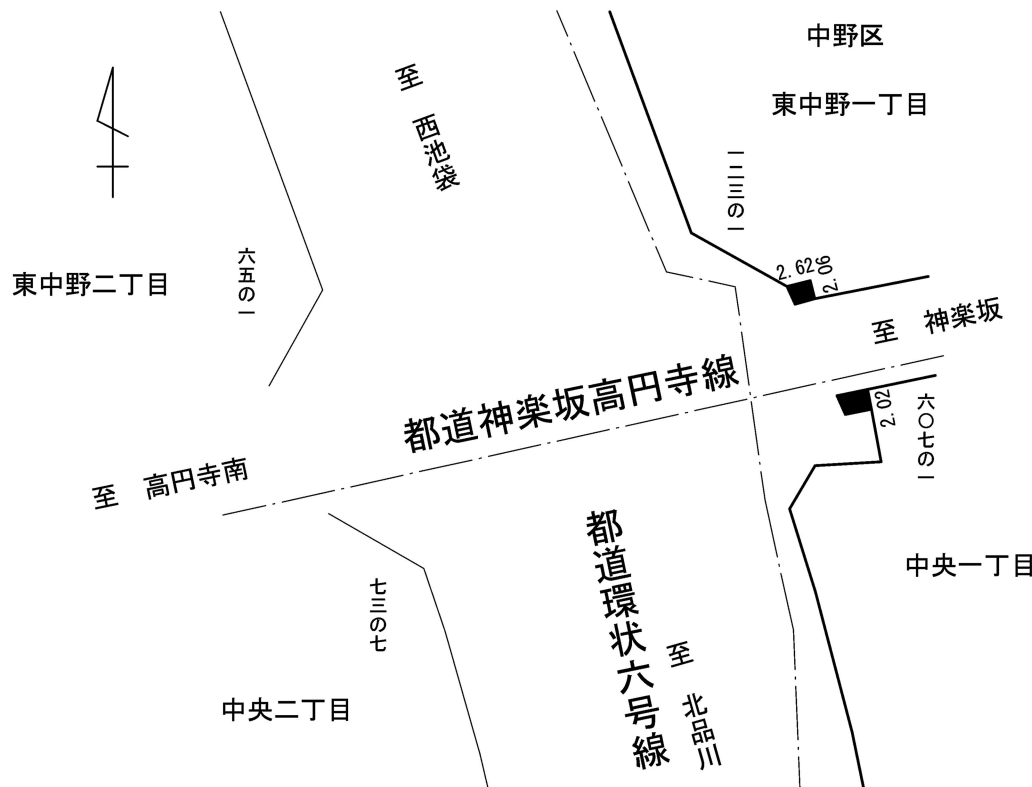 中野区
東中野一丁目
至 西池袋
一二三の一
2.62
2.06
六五の一
東中野二丁目
至 神楽坂
都道神楽坂高円寺線
2.02
六〇七の一
至 高円寺南
都道環状六号線
中央一丁目
七三の七
至 北品川
中央二丁目